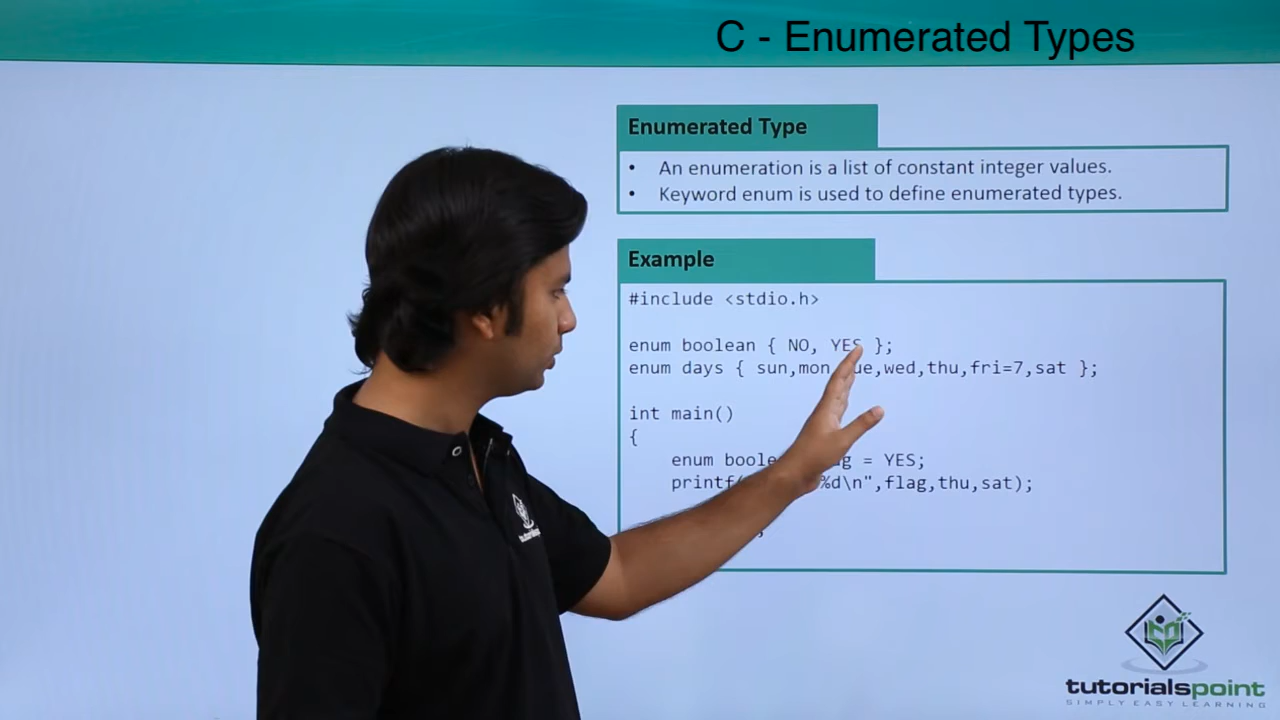 C - Enumerated Types
Enumerated Type
• An enumeration is a list of constant integer values.
• Keyword enum is used to define enumerated types.
Example
#include <stdio.h>
enum boolean { NO, YES };
enum days { sun,mon ue,wed,thu,fri=7,sat };
int main()
{
enum boole g = YES;
printf( %d\n",flag,thu,sat);
;
tutorialspoint
SIMPLY EASY LEARNING